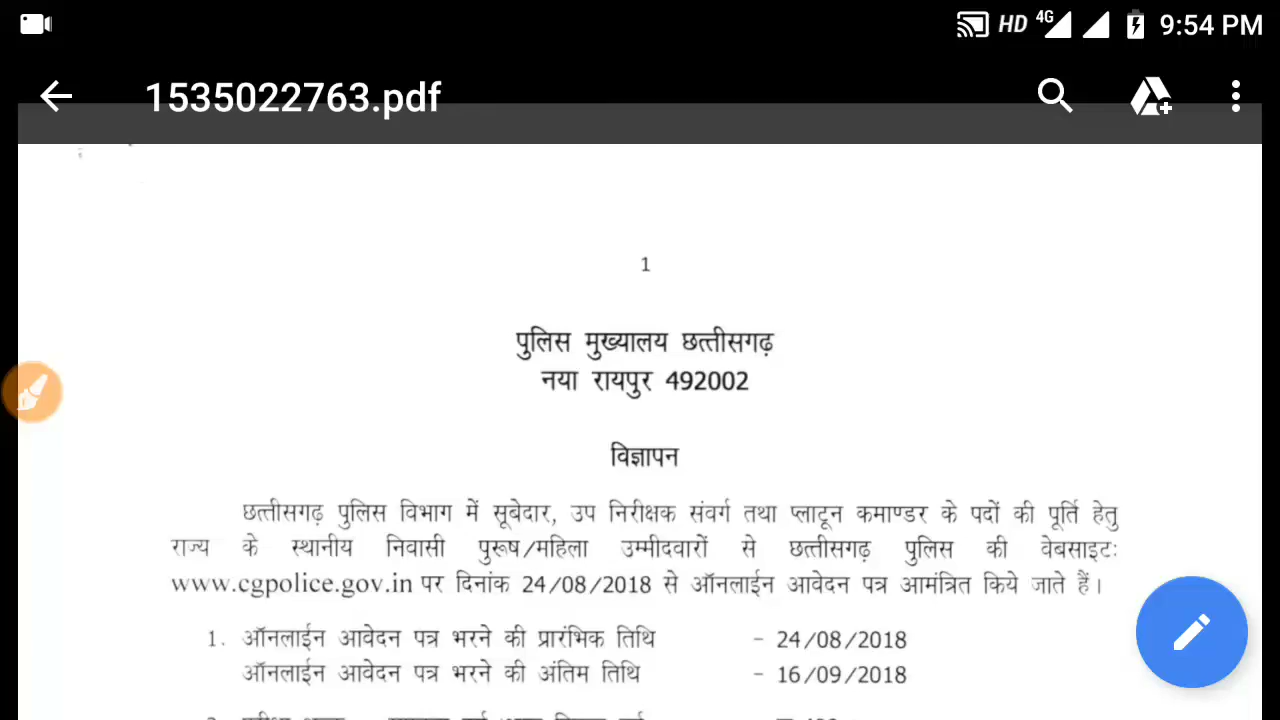 HD 4G 9:54 PM
1535022763.pdf
1
पुलिस मुख्यालय छत्तीसगढ़
नया रायपुर 492002
विज्ञापन
छत्तीसगढ़ पुलिस विभाग में सूबेदार, उप निरीक्षक संवर्ग तथा प्लाटून कमाण्डर के पदों की पूर्ति हेतु
राज्य के स्थानीय निवासी पुरूष/महिला उम्मीदवारों से छत्तीसगढ़ पुलिस की वेबसाइटः
www.cgpolice.gov.in पर दिनांक 24/08/2018 से ऑनलाईन आवेदन पत्र आमंत्रित किये जाते हैं।
1. ऑनलाईन आवेदन पत्र भरने की प्रारंभिक तिथि - 24/08/2018
ऑनलाईन आवेदन पत्र भरने की अंतिम तिथि - 16/09/2018